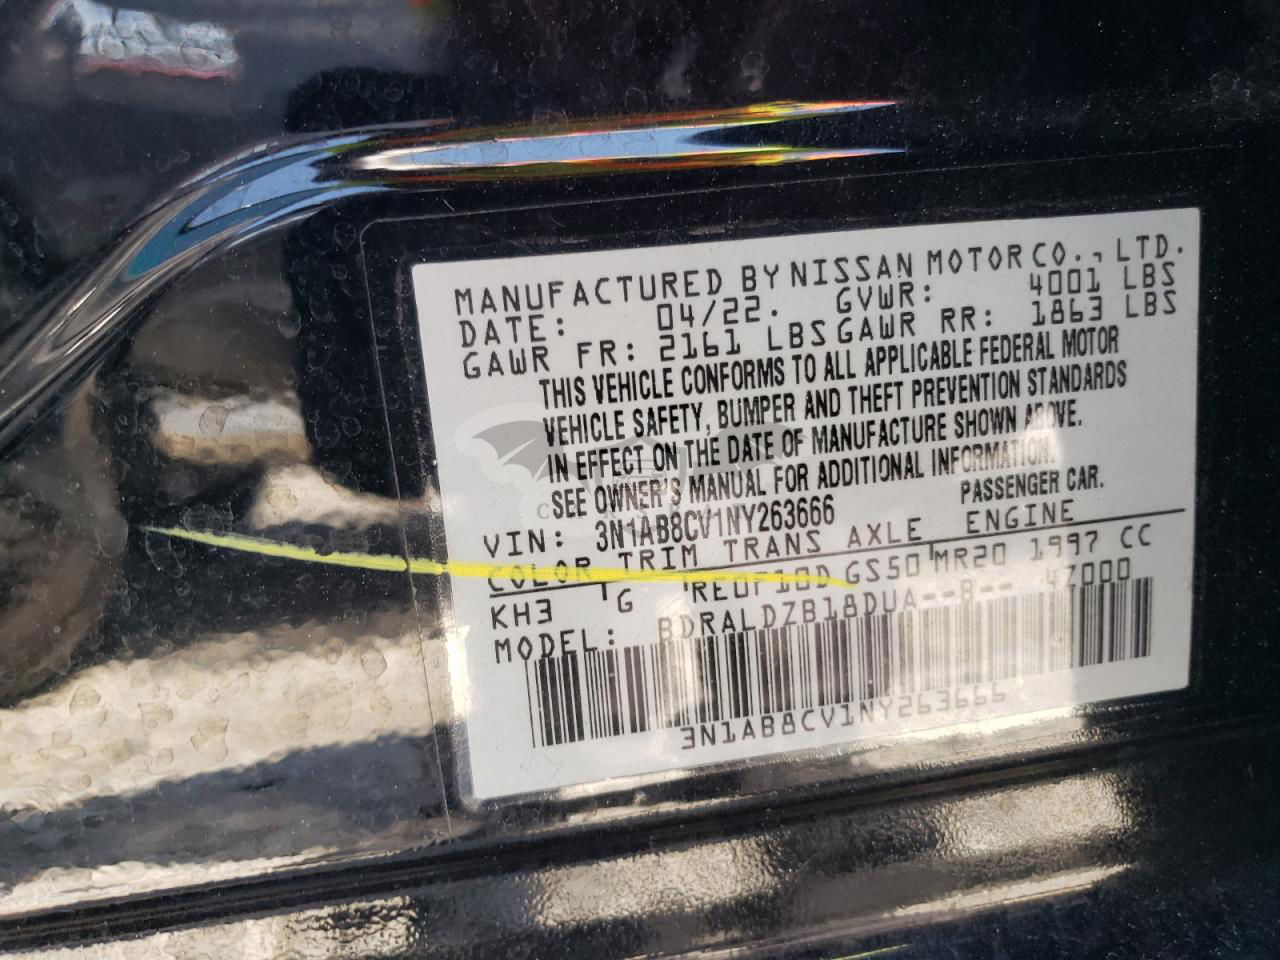 MANUFACTURED BY NISSAN MOTOR CO., LTD.
DATE: 04/22. GVWR: 4001 LBS
GAWR FR: 2161 LBS GAWR RR: 1863 LBS
THIS VEHICLE CONFORMS TO ALL APPLICABLE FEDERAL MOTOR
VEHICLE SAFETY, BUMPER AND THEFT PREVENTION STANDARDS
IN EFFECT ON THE DATE OF MANUFACTURE SHOWN ABOVE.
SEE OWNER'S MANUAL FOR ADDITIONAL INFORMATION.
PASSENGER CAR.
VIN: 3N1AB8CV1NY263666
COLOR TRIM TRANS AXLE ENGINE
KH3 G RE0F10D GS50 MR20 1997 CC
MODEL: BDRALDZB18DUA--B-- 47000
3N1AB8CV1NY263666